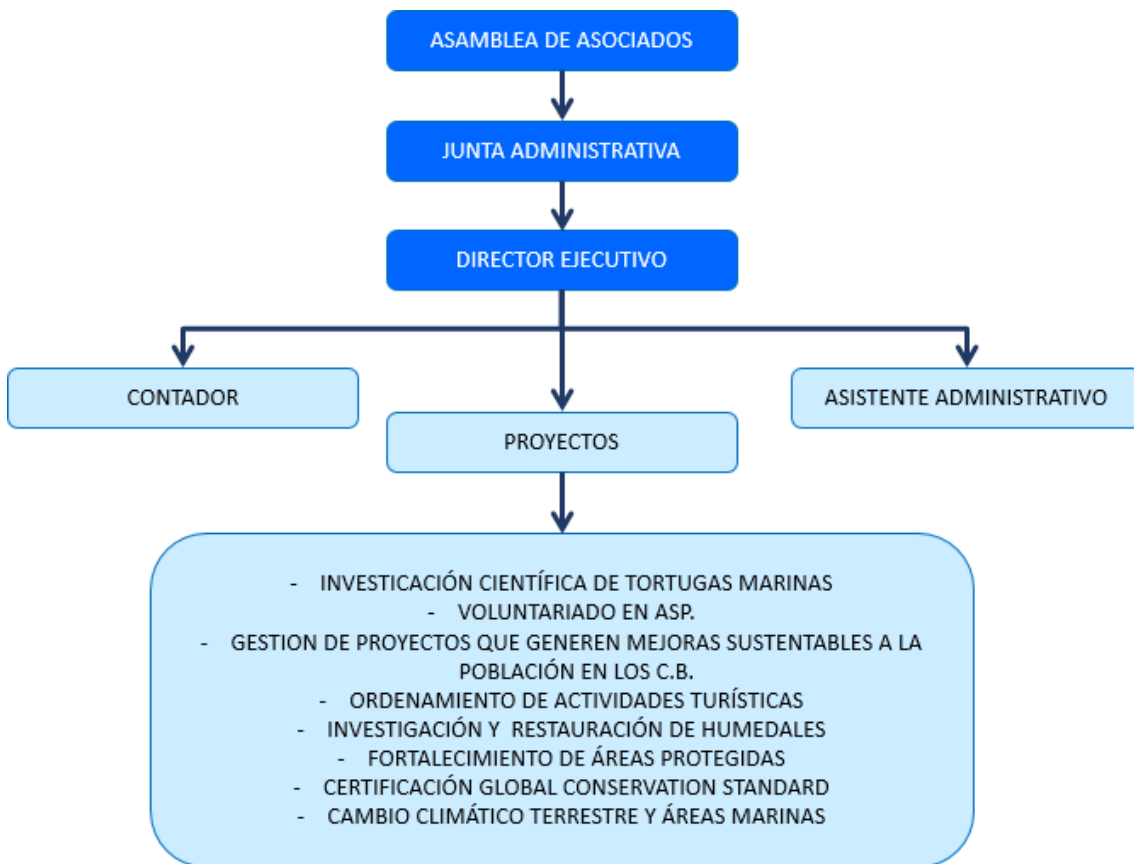 ASAMBLEA DE ASOCIADOS
JUNTA ADMINISTRATIVA
DIRECTOR EJECUTIVO
CONTADOR
ASISTENTE ADMINISTRATIVO
PROYECTOS
- INVESTICACIÓN CIENTÍFICA DE TORTUGAS MARINAS
- VOLUNTARIADO EN ASP.
- GESTION DE PROYECTOS QUE GENEREN MEJORAS SUSTENTABLES A LA
POBLACIÓN EN LOS C.B.
- ORDENAMIENTO DE ACTIVIDADES TURÍSTICAS
- INVESTIGACIÓN Y RESTAURACIÓN DE HUMEDALES
- FORTALECIMIENTO DE ÁREAS PROTEGIDAS
- CERTIFICACIÓN GLOBAL CONSERVATION STANDARD
- CAMBIO CLIMÁTICO TERRESTRE Y ÁREAS MARINAS